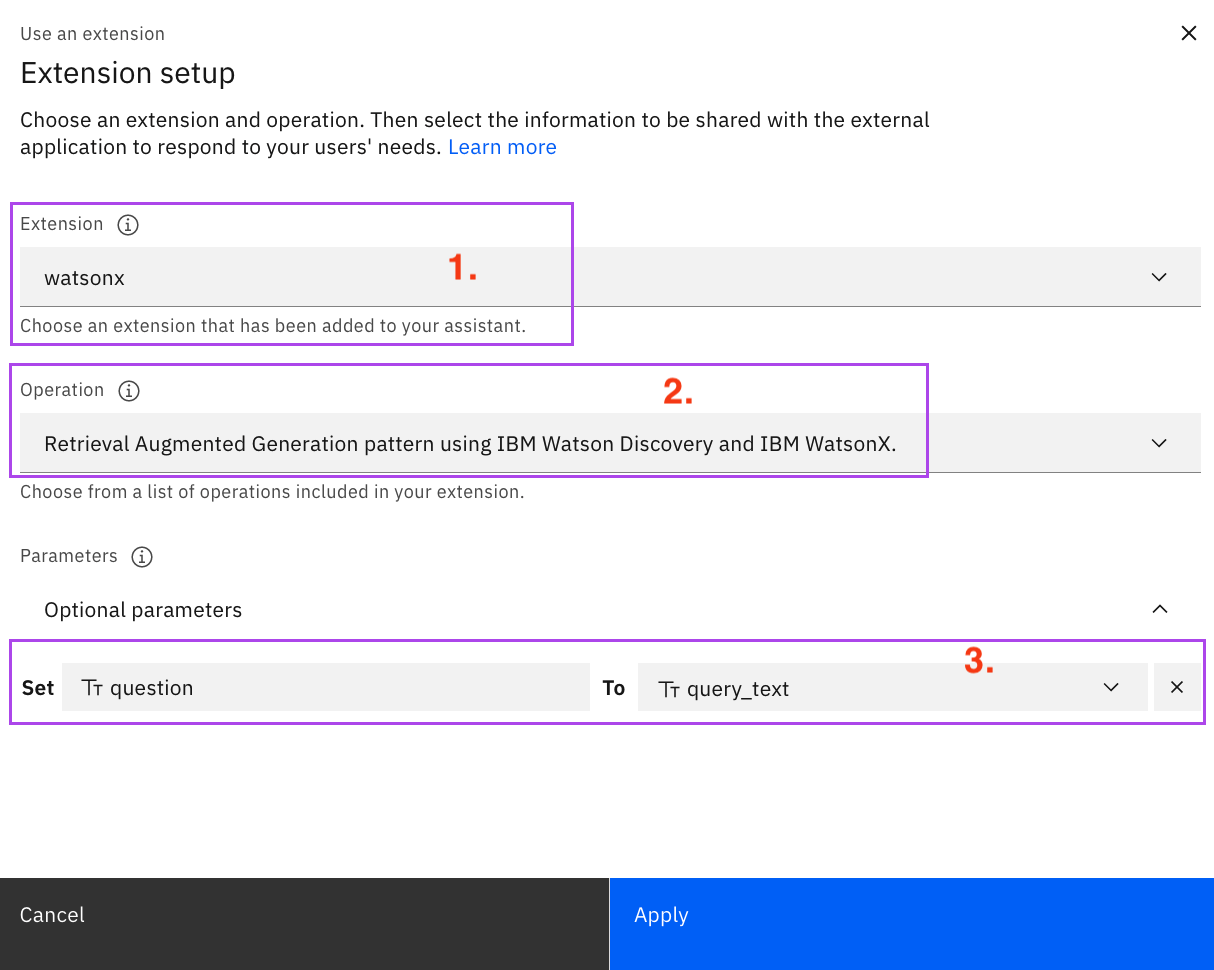 Use an extension
Extension setup
Choose an extension and operation. Then select the information to be shared with the external
application to respond to your users' needs. Learn more
Extension
watsonx
1.
Choose an extension that has been added to your assistant.
Operation
2.
Retrieval Augmented Generation pattern using IBM Watson Discovery and IBM WatsonX.
Choose from a list of operations included in your extension.
Parameters
Optional parameters
3.
Set question To query_text
Cancel Apply